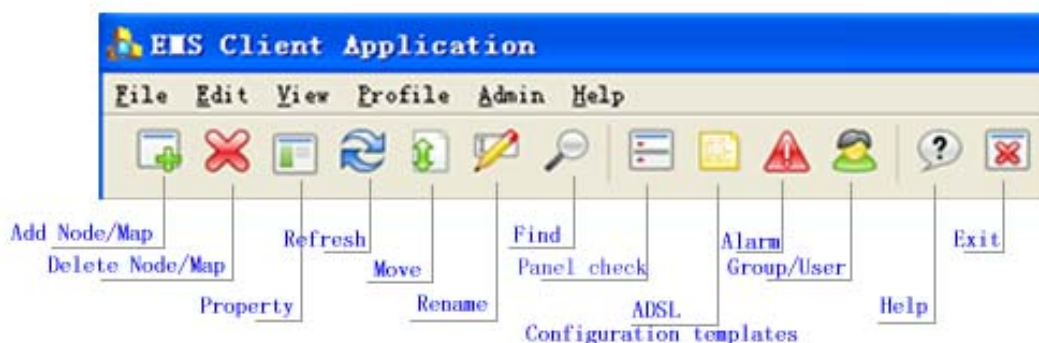 EMS Client Application
File Edit View Profile Admin Help
Add Node/Map
Delete Node/Map
Property
Refresh
Move
Rename
Find
Panel check
ADSL
Configuration templates
Alarm
Group/User
Help
Exit